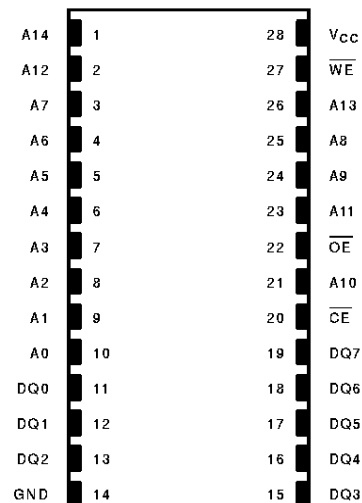 A14 1 28 VCC
A12 2 27 WE
A7 3 26 A13
A6 4 25 A8
A5 5 24 A9
A4 6 23 A11
A3 7 22 OE
A2 8 21 A10
A1 9 20 CE
A0 10 19 DQ7
DQ0 11 18 DQ6
DQ1 12 17 DQ5
DQ2 13 16 DQ4
GND 14 15 DQ3